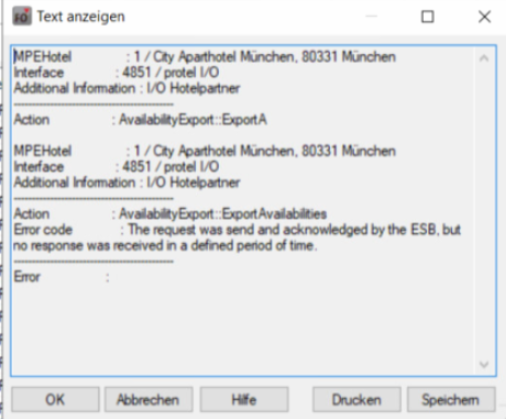 FO Text anzeigen
MPEHotel : 1 / City Aparthotel München, 80331 München
Interface : 4851 / protel I/O
Additional Information : I/O Hotelpartner
------------------------------------------------
Action : AvailabilityExport::ExportA
MPEHotel : 1 / City Aparthotel München, 80331 München
Interface : 4851 / protel I/O
Additional Information : I/O Hotelpartner
------------------------------------------------
Action : AvailabilityExport::ExportAvailabilities
Error code : The request was send and acknowledged by the ESB, but
no response was received in a defined period of time.
------------------------------------------------
Error :
OK Abbrechen Hilfe Drucken Speichern